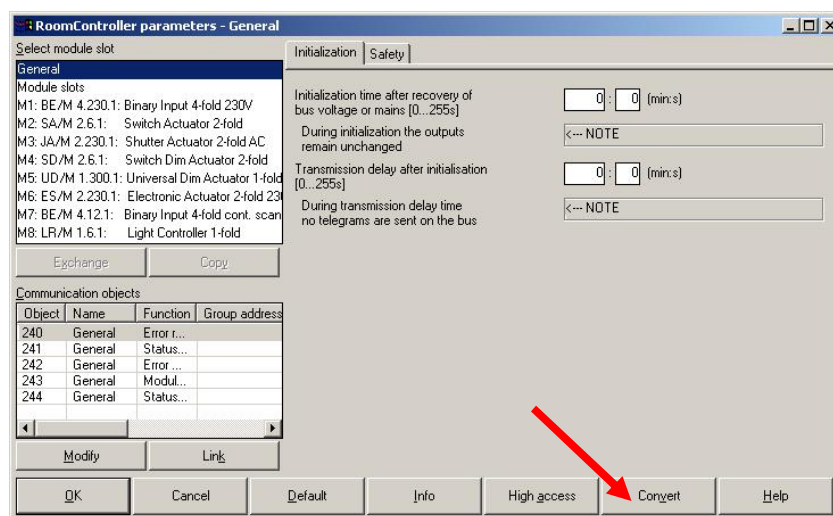 RoomController parameters - General
Select module slot
General
Module slots
M1: BE/M 4.230.1: Binary Input 4-fold 230V
M2: SA/M 2.6.1: Switch Actuator 2-fold
M3: JA/M 2.230.1: Shutter Actuator 2-fold AC
M4: SD/M 2.6.1: Switch Dim Actuator 2-fold
M5: UD/M 1.300.1: Universal Dim Actuator 1-fold
M6: ES/M 2.230.1: Electronic Actuator 2-fold 23
M7: BE/M 4.12.1: Binary Input 4-fold cont. scan
M8: LR/M 1.6.1: Light Controller 1-fold
Exchange Copy
Communication objects
Object Name Function Group address
240 General Error r...
241 General Status...
242 General Error ...
243 General Modul...
244 General Status...
Modify Link
Initialization Safety
Initialization time after recovery of
bus voltage or mains [0...255s]
0 : 0 (min:s)
During initialization the outputs
remain unchanged
<--- NOTE
Transmission delay after initialisation
[0...255s]
0 : 0 (min:s)
During transmission delay time
no telegrams are sent on the bus
<--- NOTE
OK Cancel Default Info High access Convert Help